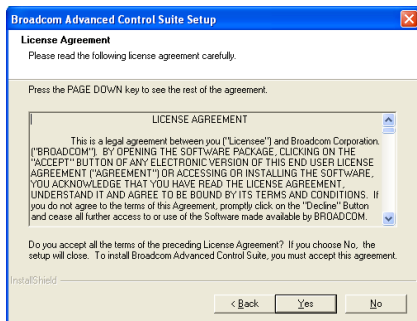 Broadcom Advanced Control Suite Setup
License Agreement
Please read the following license agreement carefully.
Press the PAGE DOWN key to see the rest of the agreement.
LICENSE AGREEMENT
This is a legal agreement between you ("Licensee") and Broadcom Corporation.
("BROADCOM"). BY OPENING THE SOFTWARE PACKAGE, CLICKING ON THE
"ACCEPT" BUTTON OF ANY ELECTRONIC VERSION OF THIS END USER LICENSE
AGREEMENT ("AGREEMENT") OR ACCESSING OR INSTALLING THE SOFTWARE,
YOU ACKNOWLEDGE THAT YOU HAVE READ THE LICENSE AGREEMENT,
UNDERSTAND IT AND AGREE TO BE BOUND BY ITS TERMS AND CONDITIONS. If
you do not agree to the terms of this Agreement, promptly click on the "Decline" Button
and cease all further access to or use of the Software made available by BROADCOM.
Do you accept all the terms of the preceding License Agreement? If you choose No, the
setup will close. To install Broadcom Advanced Control Suite, you must accept this agreement.
InstallShield
< Back Yes No